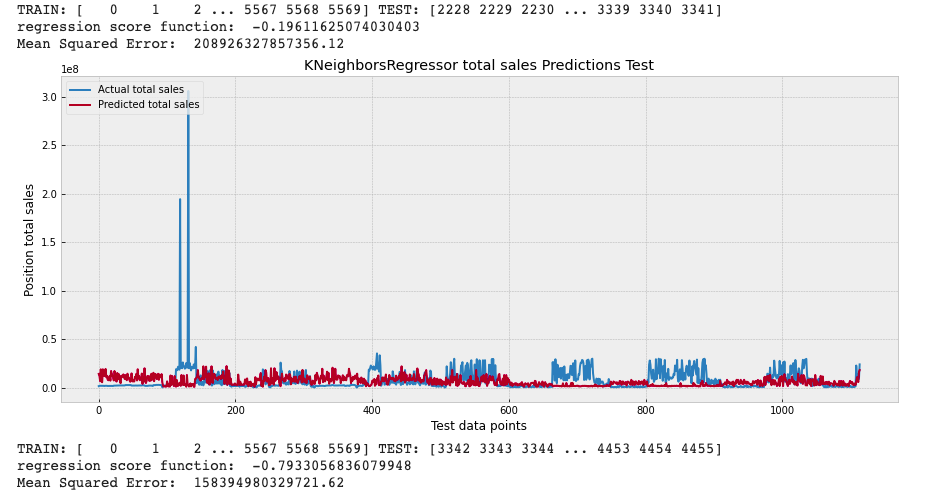 TRAIN: [   0    1    2 ... 5567 5568 5569] TEST: [2228 2229 2230 ... 3339 3340 3341]
regression score function:  -0.19611625074030403
Mean Squared Error:  208926327857356.12
KNeighborsRegressor total sales Predictions Test
1e8
Actual total sales
Predicted total sales
3.0
2.5
2.0
1.5
1.0
0.5
0.0
Position total sales
0 200 400 600 800 1000
Test data points
TRAIN: [   0    1    2 ... 5567 5568 5569] TEST: [3342 3343 3344 ... 4453 4454 4455]
regression score function:  -0.7933056836079948
Mean Squared Error:  158394980329721.62